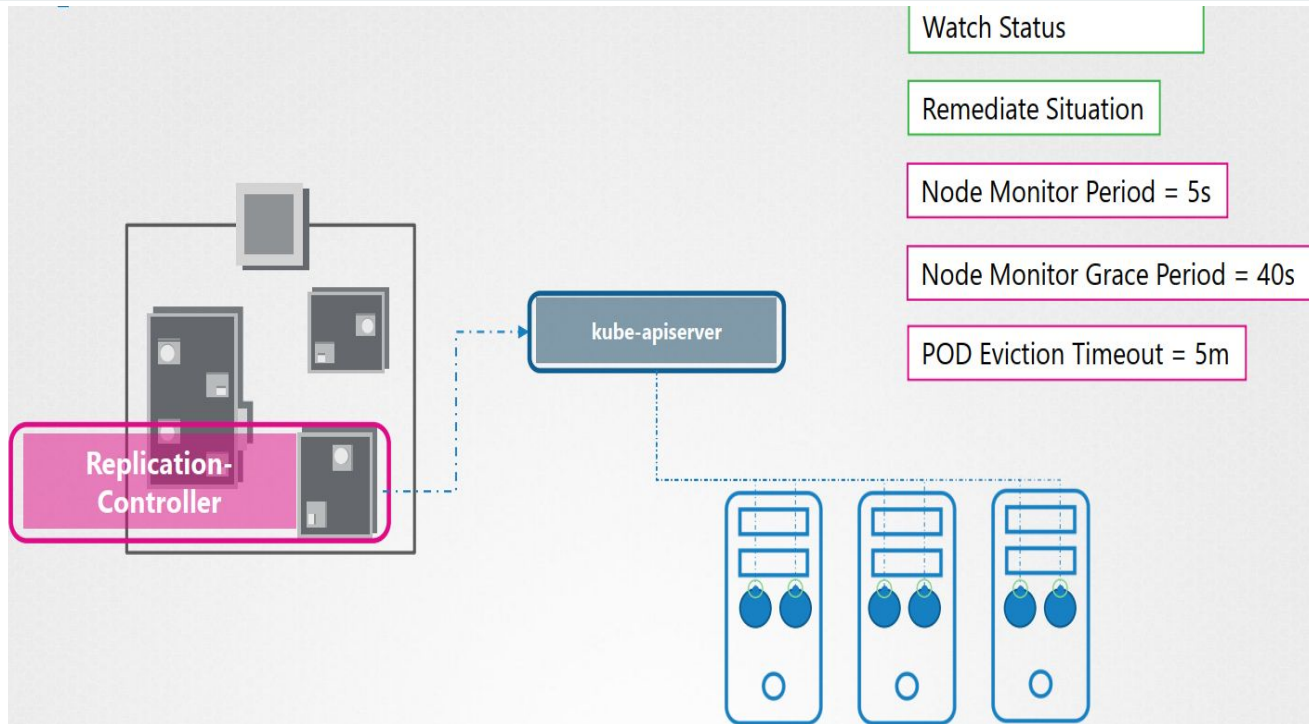 Watch Status
Remediate Situation
Node Monitor Period = 5s
Node Monitor Grace Period = 40s
kube-apiserver
POD Eviction Timeout = 5m
Replication-
Controller